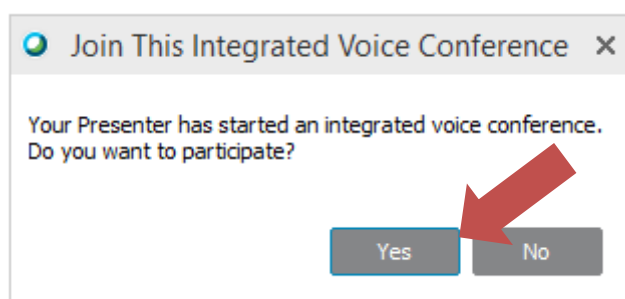 Join This Integrated Voice Conference
Your Presenter has started an integrated voice conference.
Do you want to participate?
Yes No